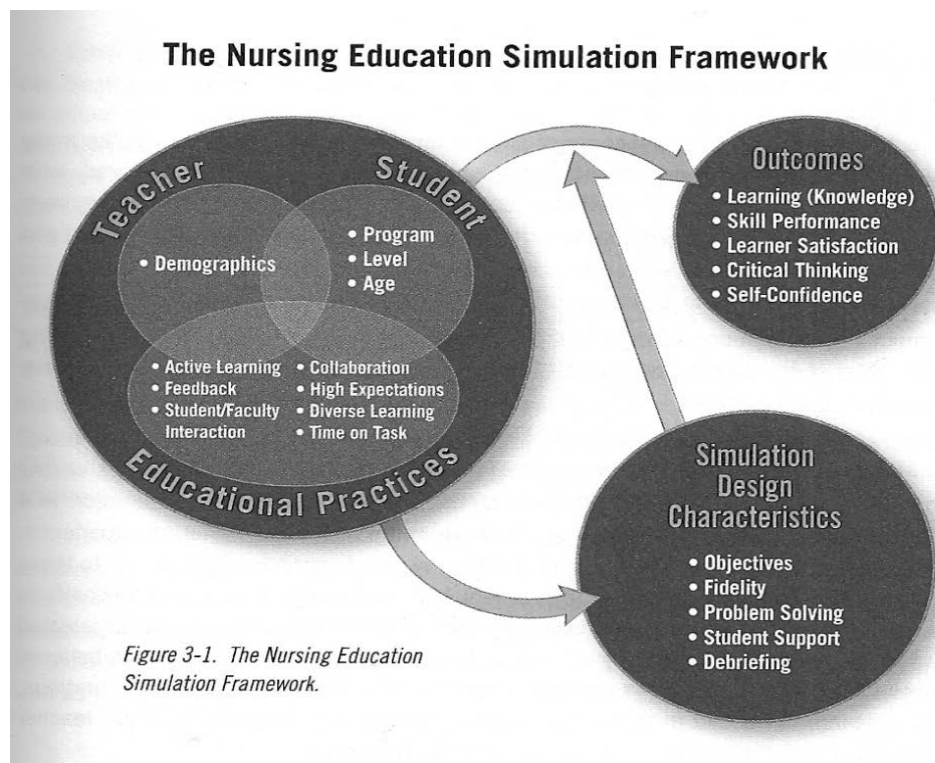 The Nursing Education Simulation Framework
Teacher
Student
• Demographics
• Program
• Level
• Age
• Active Learning
• Feedback
• Student/Faculty
Interaction
• Collaboration
• High Expectations
• Diverse Learning
• Time on Task
Educational Practices
Outcomes
• Learning (Knowledge)
• Skill Performance
• Learner Satisfaction
• Critical Thinking
• Self-Confidence
Simulation
Design
Characteristics
• Objectives
• Fidelity
• Problem Solving
• Student Support
• Debriefing
Figure 3-1. The Nursing Education
Simulation Framework.